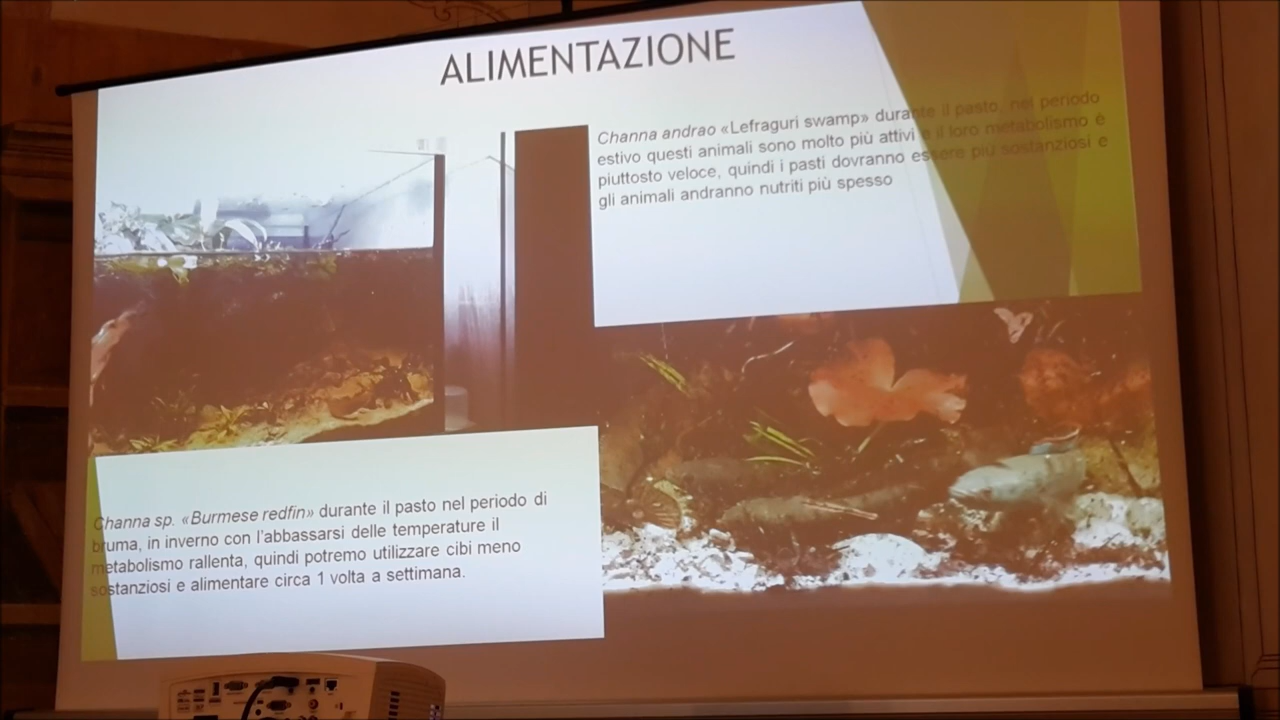 ALIMENTAZIONE
Channa andrao «Lefraguri swamp» durante il pasto, nel periodo
estivo questi animali sono molto più attivi e il loro metabolismo è
piuttosto veloce, quindi i pasti dovranno essere più sostanziosi e
gli animali andranno nutriti più spesso
Channa sp. «Burmese redfin» durante il pasto nel periodo di
bruma, in inverno con l'abbassarsi delle temperature il
metabolismo rallenta, quindi potremo utilizzare cibi meno
sostanziosi e alimentare circa 1 volta a settimana.